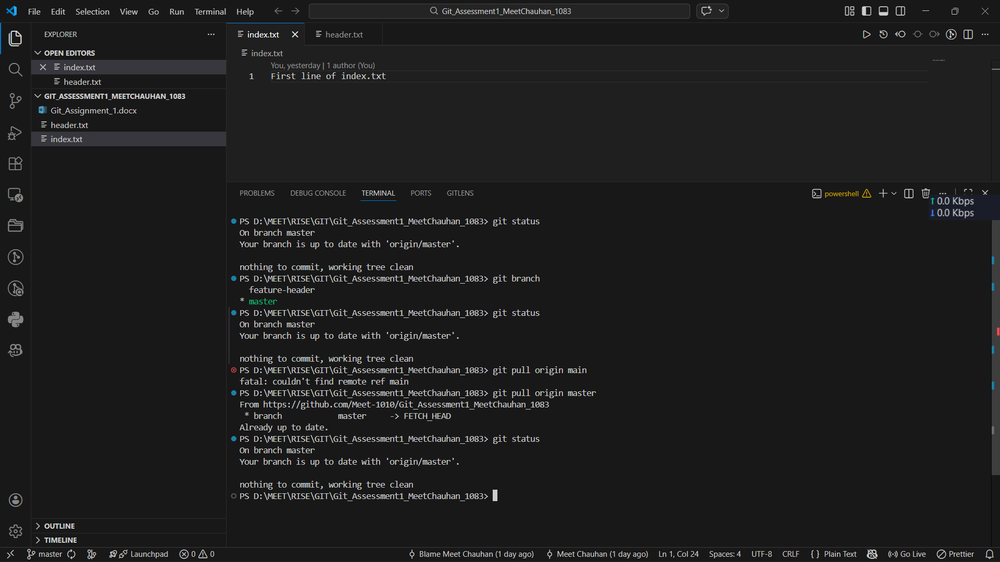 File Edit Selection View Go Run Terminal Help
Git_Assessment1_MeetChauhan_1083
EXPLORER
OPEN EDITORS
index.txt
header.txt
GIT_ASSESSMENT1_MEETCHAUHAN_1083
Git_Assignment_1.docx
header.txt
index.txt
OUTLINE
TIMELINE
index.txt header.txt
index.txt
You, yesterday | 1 author (You)
1 First line of index.txt
PROBLEMS DEBUG CONSOLE TERMINAL PORTS GITLENS
powershell
↑ 0.0 Kbps
↓ 0.0 Kbps
PS D:\MEET\RISE\GIT\Git_Assessment1_MeetChauhan_1083> git status
On branch master
Your branch is up to date with 'origin/master'.
nothing to commit, working tree clean
PS D:\MEET\RISE\GIT\Git_Assessment1_MeetChauhan_1083> git branch
feature-header
* master
PS D:\MEET\RISE\GIT\Git_Assessment1_MeetChauhan_1083> git status
On branch master
Your branch is up to date with 'origin/master'.
nothing to commit, working tree clean
PS D:\MEET\RISE\GIT\Git_Assessment1_MeetChauhan_1083> git pull origin main
fatal: couldn't find remote ref main
PS D:\MEET\RISE\GIT\Git_Assessment1_MeetChauhan_1083> git pull origin master
From https://github.com/Meet-1010/Git_Assessment1_MeetChauhan_1083
* branch master -> FETCH_HEAD
Already up to date.
PS D:\MEET\RISE\GIT\Git_Assessment1_MeetChauhan_1083> git status
On branch master
Your branch is up to date with 'origin/master'.
nothing to commit, working tree clean
PS D:\MEET\RISE\GIT\Git_Assessment1_MeetChauhan_1083>
master Launchpad 0 0 Blame Meet Chauhan (1 day ago) Meet Chauhan (1 day ago) Ln 1, Col 24 Spaces: 4 UTF-8 CRLF {} Plain Text Go Live Prettier